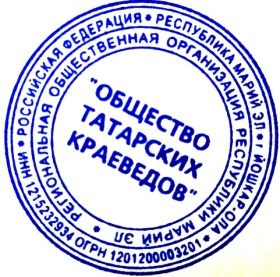 * РОССИЙСКАЯ ФЕДЕРАЦИЯ * РЕСПУБЛИКА МАРИЙ ЭЛ * г ЙОШКАР-ОЛА * ИНН 1215232934 ОГРН 1201200003201
* РЕГИОНАЛЬНАЯ ОБЩЕСТВЕННАЯ ОРГАНИЗАЦИЯ РЕСПУБЛИКИ МАРИЙ ЭЛ
"ОБЩЕСТВО
ТАТАРСКИХ
КРАЕВЕДОВ"